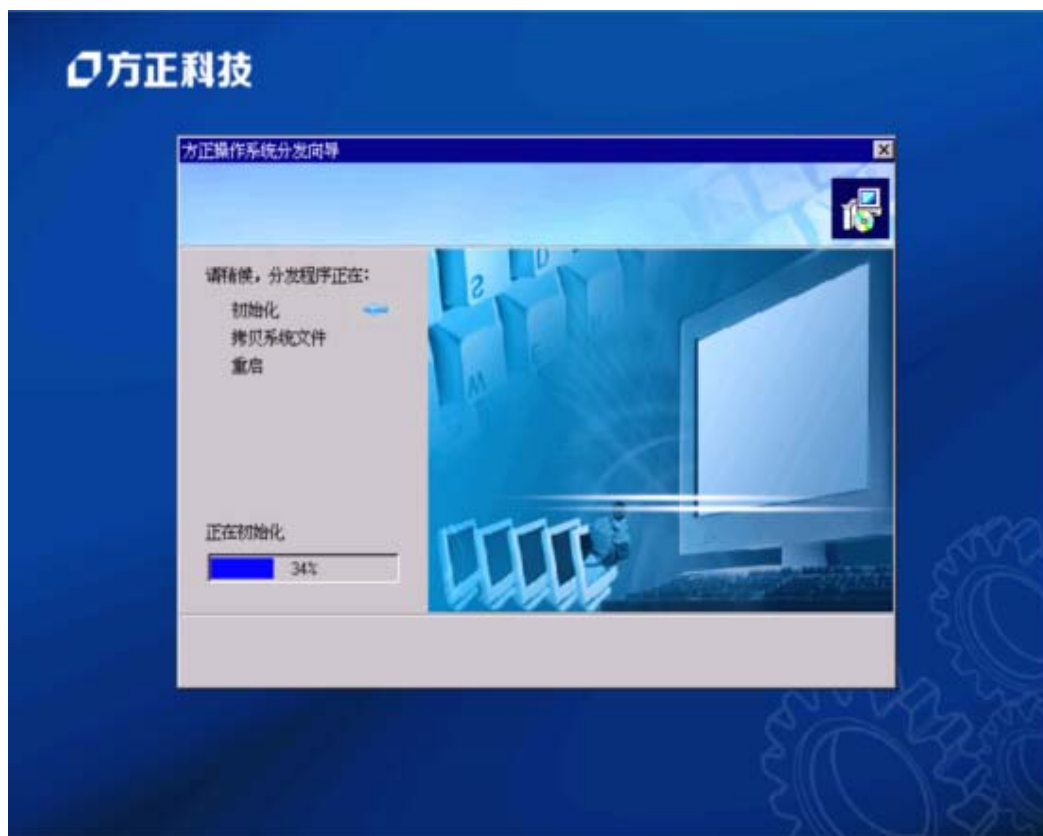 方正科技
方正操作系统分发向导
请稍候，分发程序正在：
初始化
拷贝系统文件
重启
正在初始化
34%
S
D
E
W